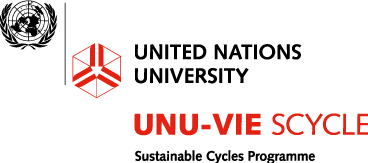 UNITED NATIONS
UNIVERSITY
UNU-VIE SCYCLE
Sustainable Cycles Programme